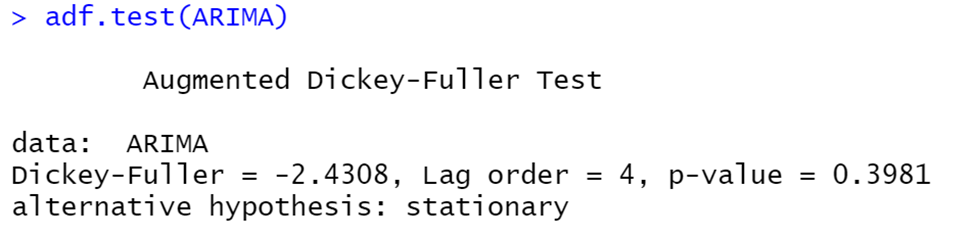 > adf.test(ARIMA)
Augmented Dickey-Fuller Test
data:  ARIMA
Dickey-Fuller = -2.4308, Lag order = 4, p-value = 0.3981
alternative hypothesis: stationary